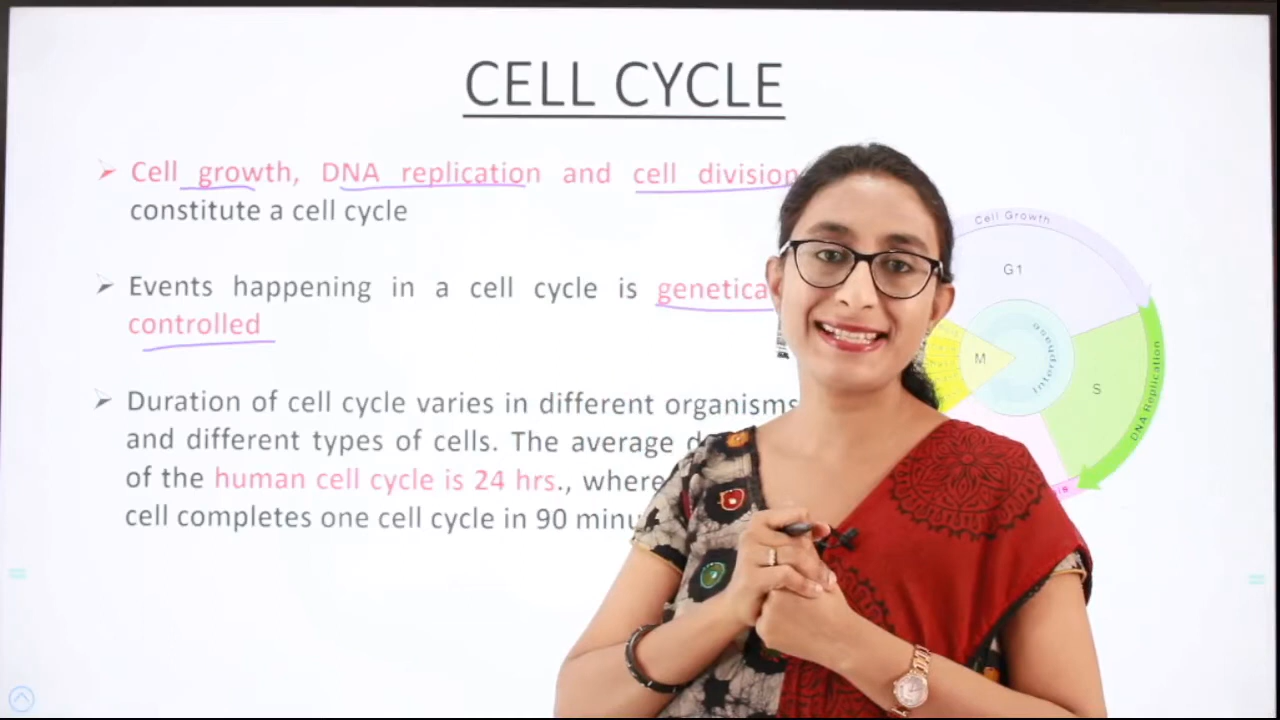 CELL CYCLE
Cell growth, DNA replication and cell division
constitute a cell cycle
Events happening in a cell cycle is
controlled
Duration of cell cycle varies in different organisms
and different types of cells. The average
of the human cell cycle is 24 hrs., where
cell completes one cell cycle in 90
Cell Growth
G1
Interphase
M
S
DNA Replication